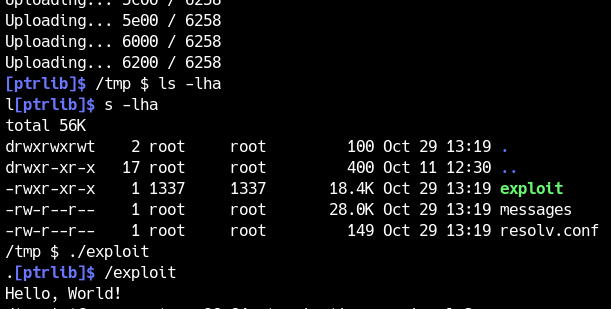 Uploading... 5c00 / 6258
Uploading... 5e00 / 6258
Uploading... 6000 / 6258
Uploading... 6200 / 6258
[ptrlib]$ /tmp $ ls -lha
l[ptrlib]$ s -lha
total 56K
drwxrwxrwt    2 root     root         100 Oct 29 13:19 .
drwxr-xr-x   17 root     root         400 Oct 11 12:30 ..
-rwxr-xr-x    1 1337     1337       18.4K Oct 29 13:19 exploit
-rw-r--r--    1 root     root       28.0K Oct 29 13:19 messages
-rw-r--r--    1 root     root         149 Oct 29 13:19 resolv.conf
/tmp $ ./exploit
.[ptrlib]$ /exploit
Hello, World!